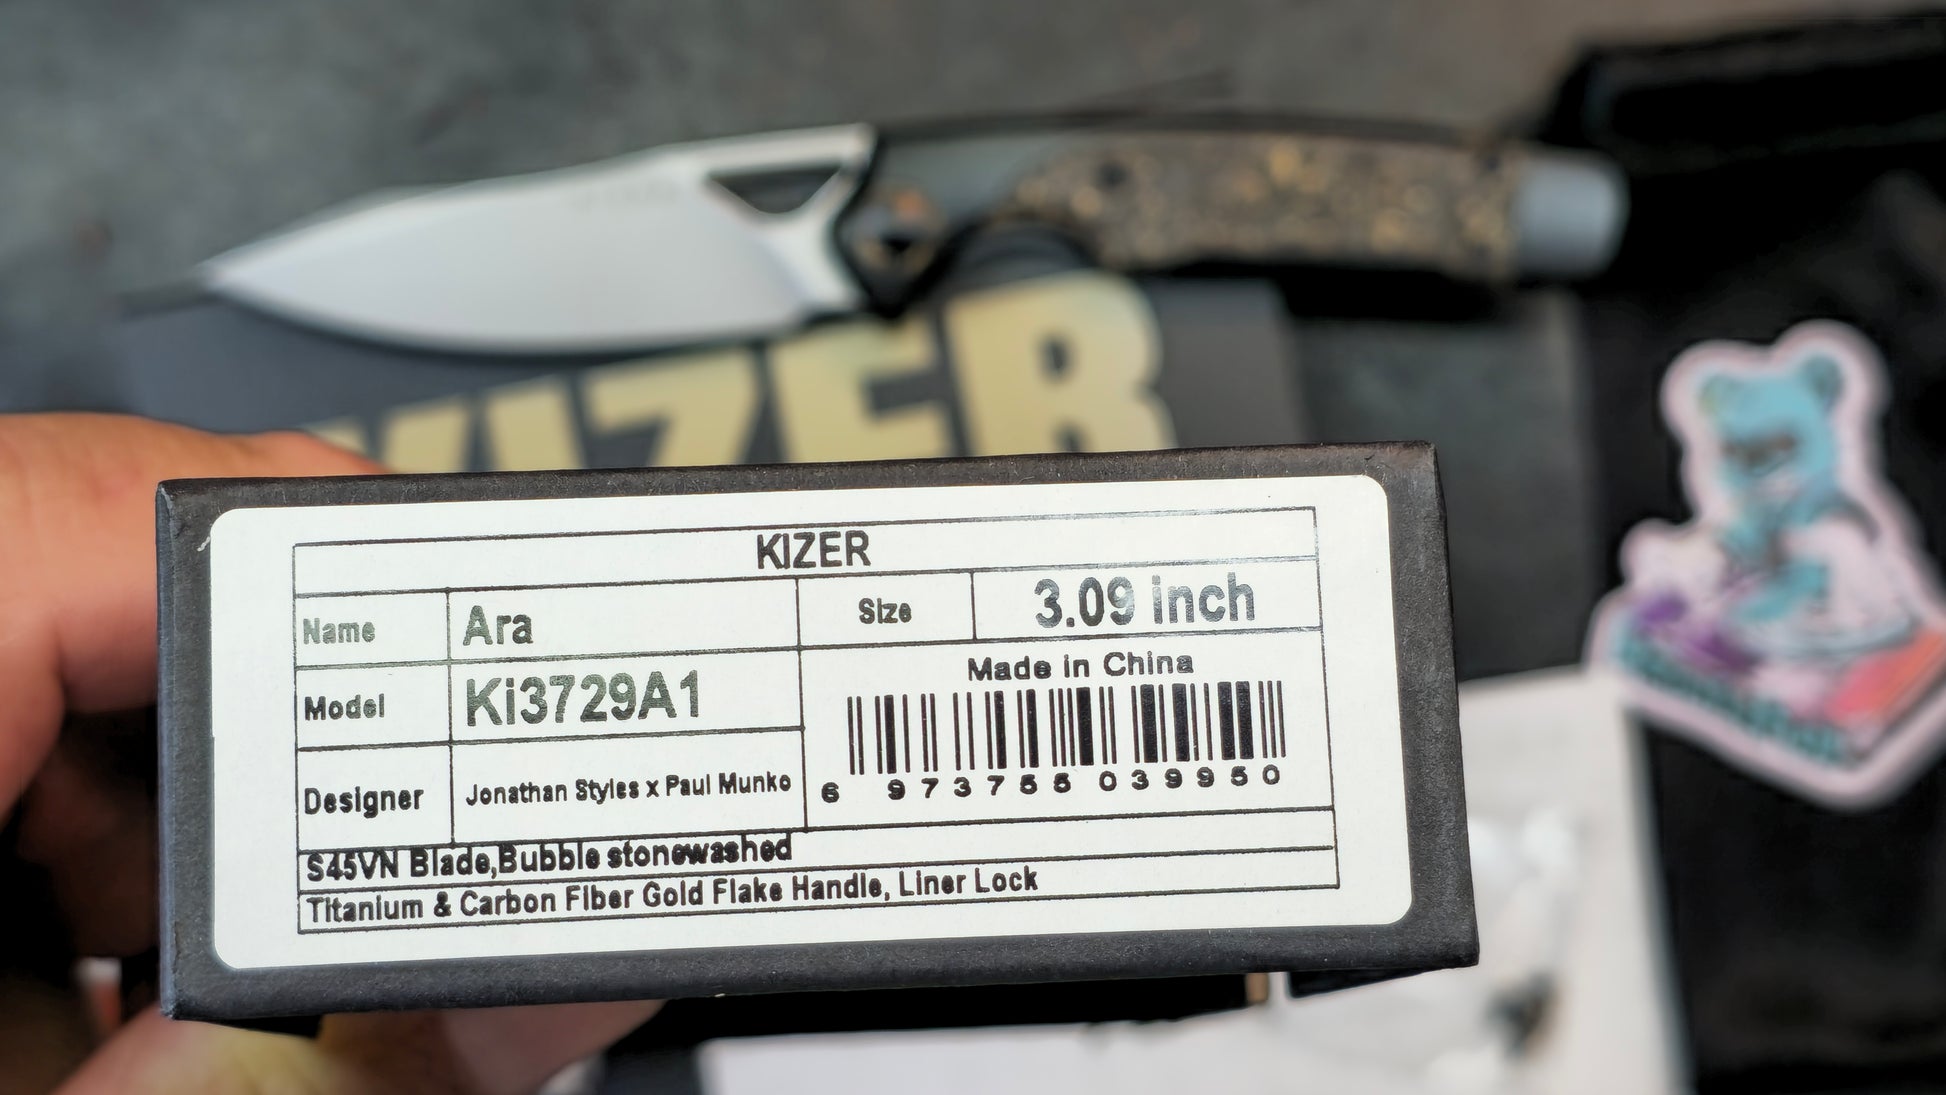 KIZER
KIZER
Name Ara Size 3.09 inch
Model Ki3729A1 Made in China
Designer Jonathan Styles x Paul Munko 6 973755 039950
S45VN Blade,Bubble stonewashed
Titanium & Carbon Fiber Gold Flake Handle, Liner Lock